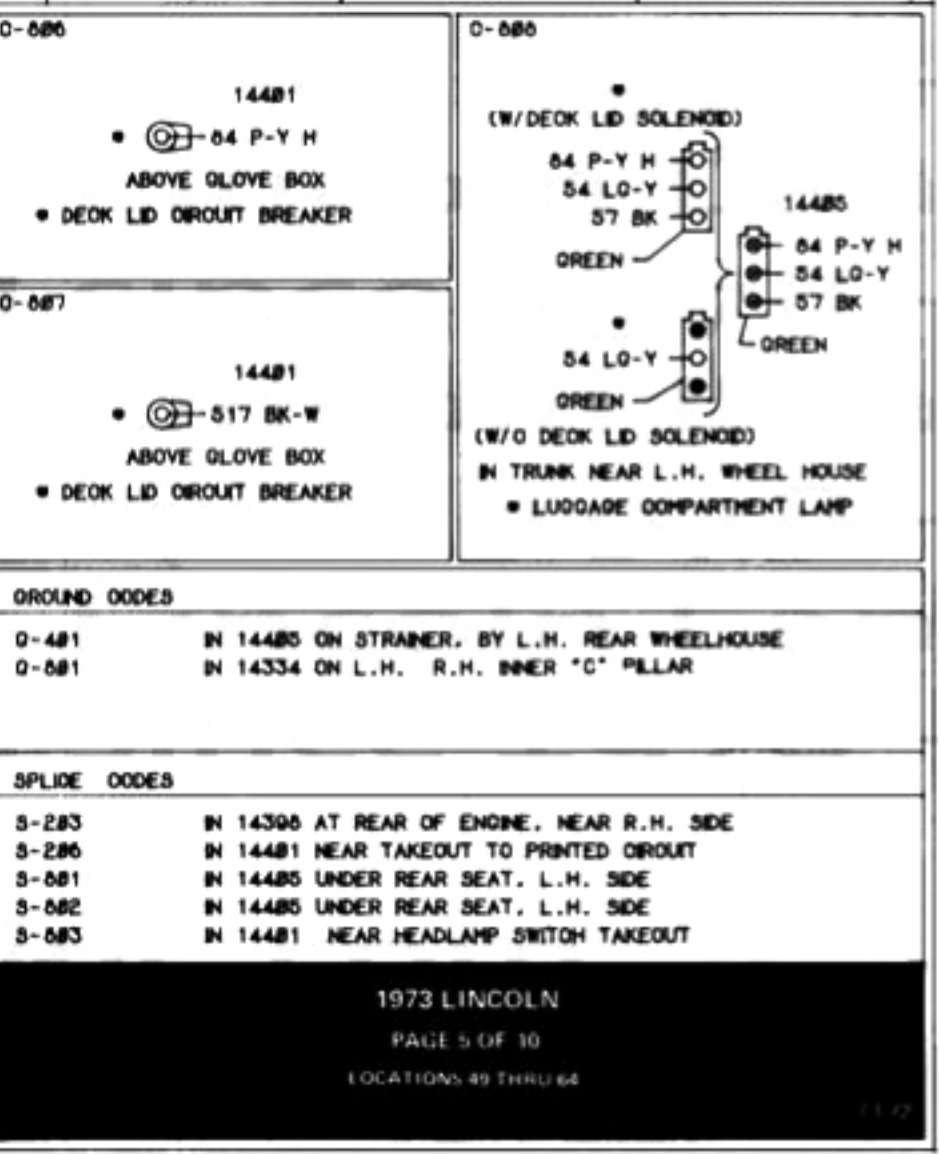 C-806
14401
• 84 P-Y H
ABOVE GLOVE BOX
• DECK LID CIRCUIT BREAKER
C-807
14401
• 517 BK-W
ABOVE GLOVE BOX
• DECK LID CIRCUIT BREAKER
C-808
•
(W/DECK LID SOLENOID)
84 P-Y H
54 LG-Y
57 BK
GREEN
14405
84 P-Y H
54 LG-Y
57 BK
GREEN
•
54 LG-Y
GREEN
(W/O DECK LID SOLENOID)
IN TRUNK NEAR L.H. WHEEL HOUSE
• LUGGAGE COMPARTMENT LAMP
GROUND CODES
G-401 IN 14405 ON STRAINER, BY L.H. REAR WHEELHOUSE
G-801 IN 14334 ON L.H. R.H. INNER "C" PILLAR
SPLICE CODES
S-203 IN 14398 AT REAR OF ENGINE, NEAR R.H. SIDE
S-206 IN 14401 NEAR TAKEOUT TO PRINTED CIRCUIT
S-801 IN 14405 UNDER REAR SEAT, L.H. SIDE
S-802 IN 14405 UNDER REAR SEAT, L.H. SIDE
S-803 IN 14401 NEAR HEADLAMP SWITCH TAKEOUT
1973 LINCOLN
PAGE 5 OF 10
LOCATIONS 49 THRU 64